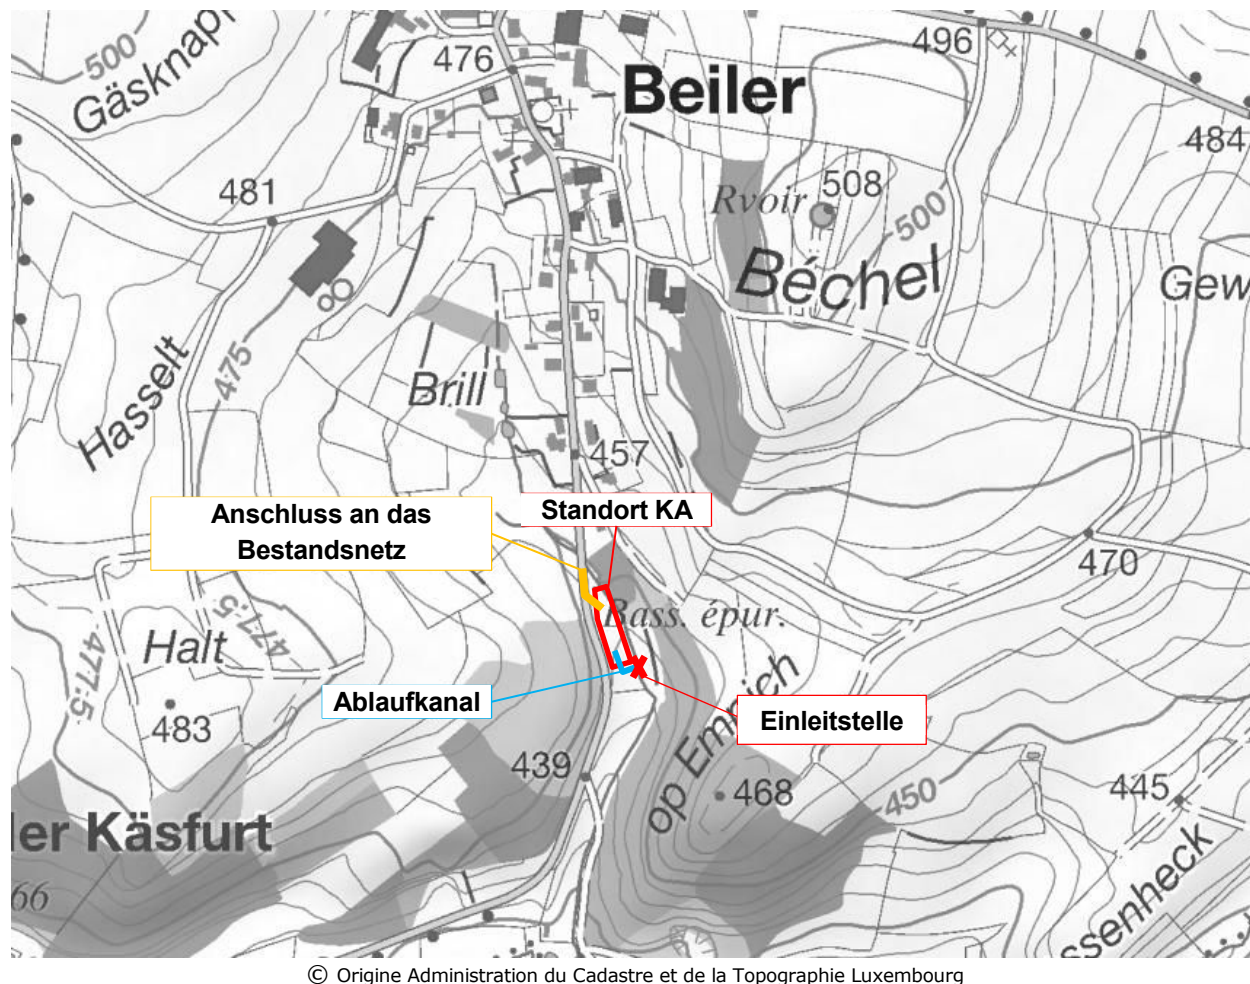 500
Gäsknapp
476
496
Beiler
484
481
Rvoir
508
500
Béchel
Gew
Hasselt
475
Brill
457
Anschluss an das
Bestandsnetz
Standort KA
470
477.5
477.5
Halt
Bass. épur.
Ablaufkanal
Einleitstelle
483
439
op Empich
468
450
445
ler Käsfurt
66
ssenheck
© Origine Administration du Cadastre et de la Topographie Luxembourg